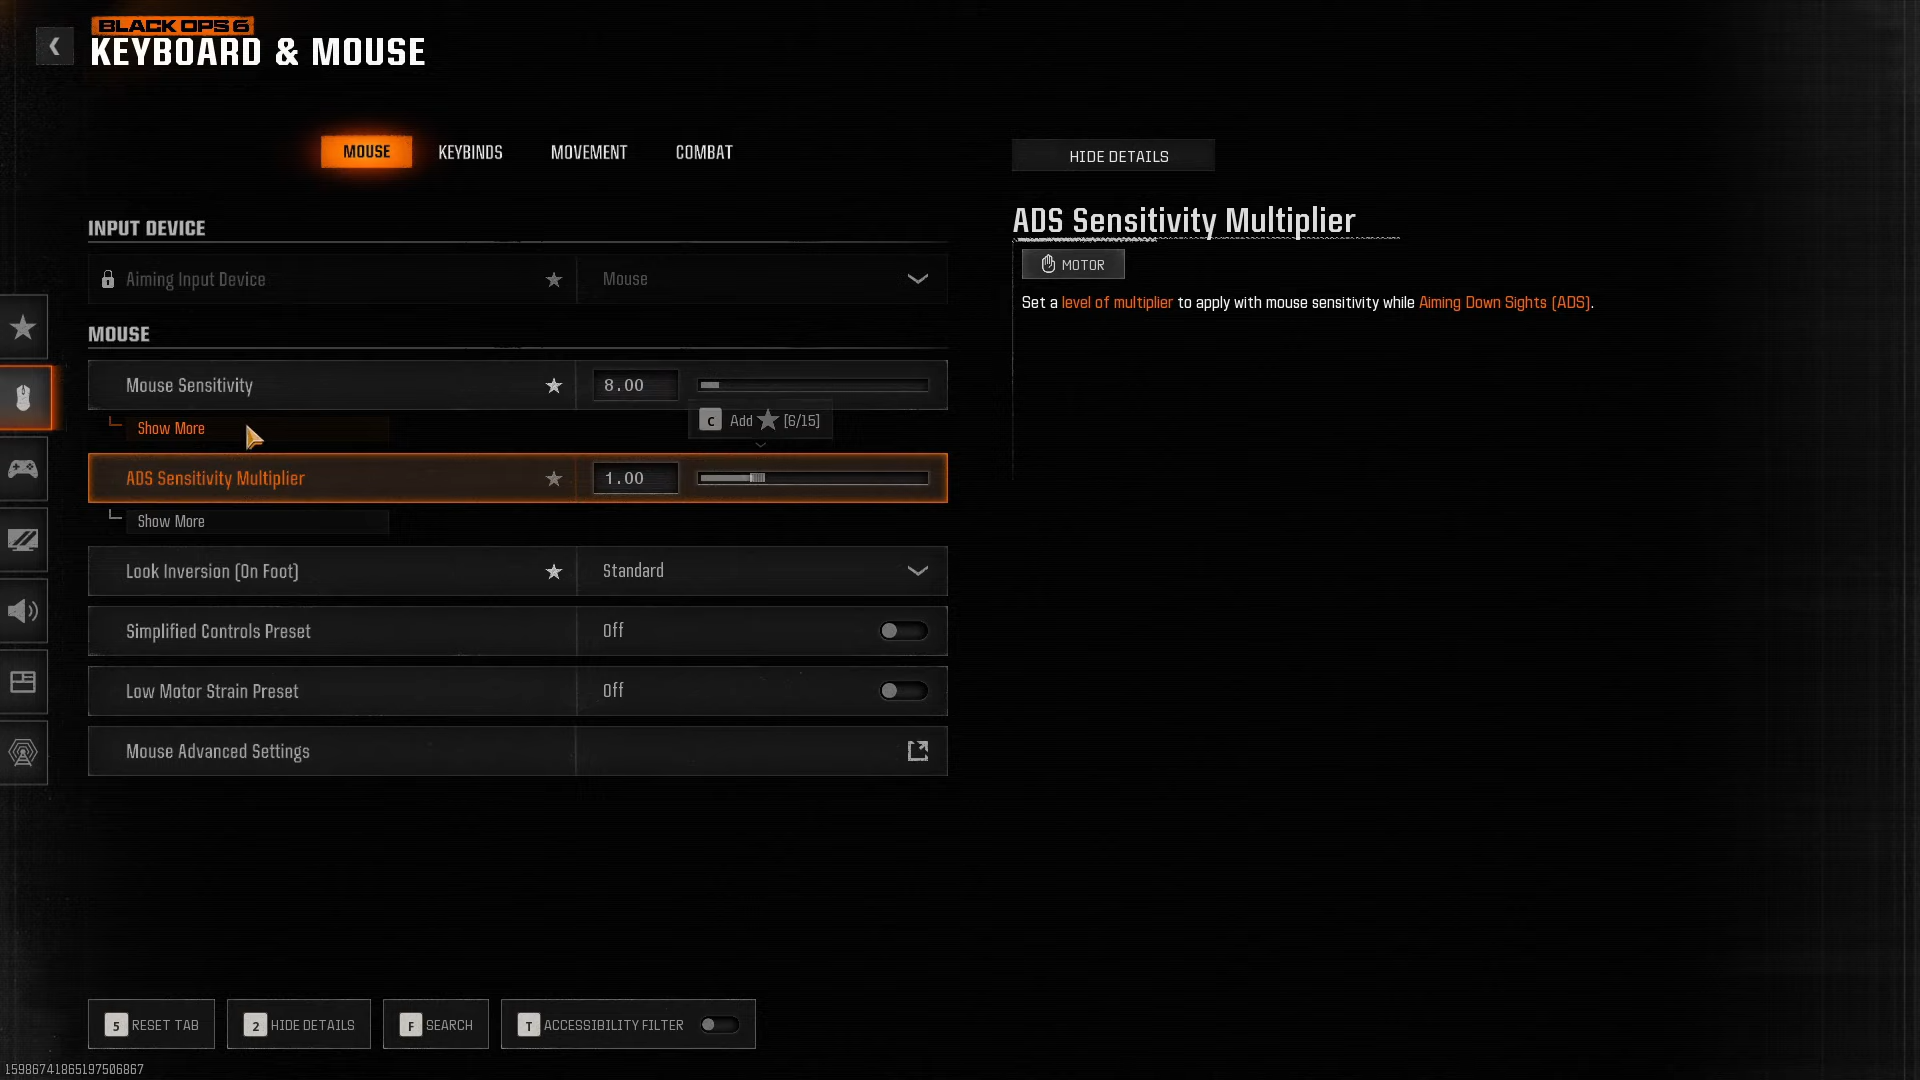 BLACK OPS 6
KEYBOARD & MOUSE
MOUSE
KEYBINDS
MOVEMENT
COMBAT
HIDE DETAILS
INPUT DEVICE
Aiming Input Device
Mouse
MOUSE
Mouse Sensitivity
8.00
Show More
C Add [6/15]
ADS Sensitivity Multiplier
1.00
Show More
Look Inversion (On Foot)
Standard
Simplified Controls Preset
Off
Low Motor Strain Preset
Off
Mouse Advanced Settings
ADS Sensitivity Multiplier
MOTOR
Set a level of multiplier to apply with mouse sensitivity while Aiming Down Sights (ADS).
5 RESET TAB
2 HIDE DETAILS
F SEARCH
T ACCESSIBILITY FILTER
15986741865197506867